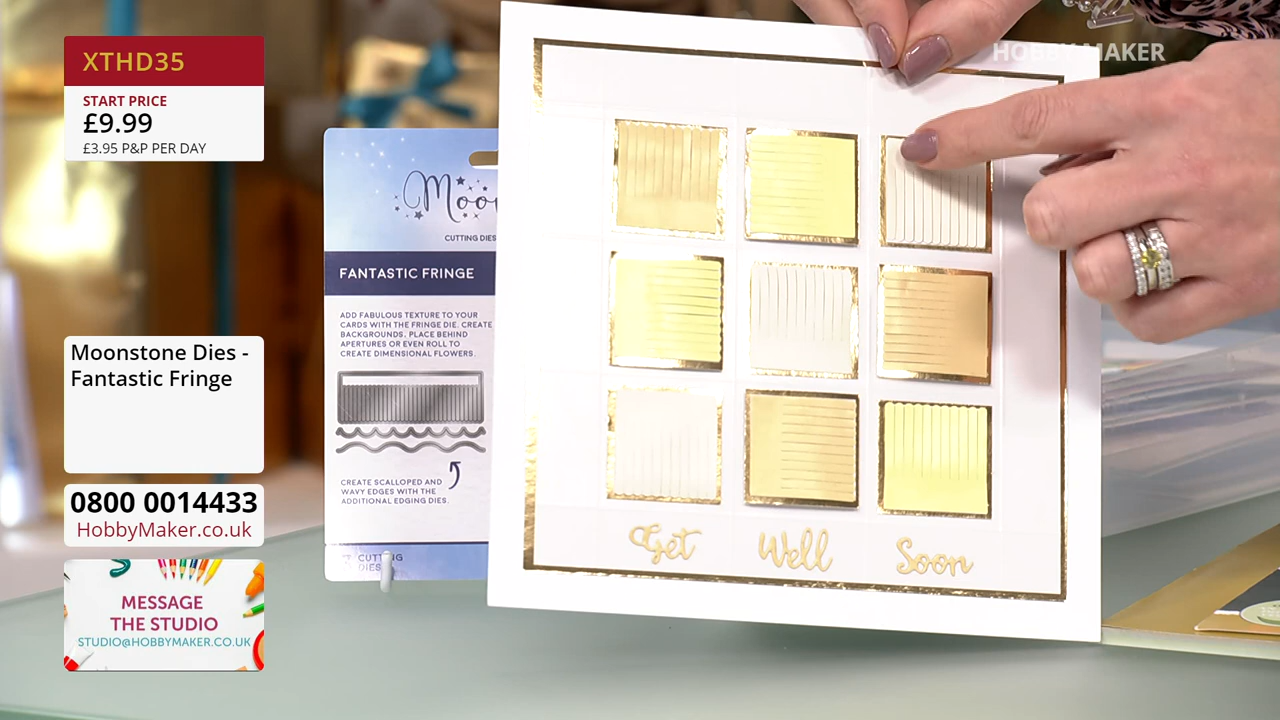 XTHD35
START PRICE
£9.99
£3.95 P&P PER DAY
Moonstone Dies -
Fantastic Fringe
0800 0014433
HobbyMaker.co.uk
MESSAGE
THE STUDIO
STUDIO@HOBBYMAKER.CO.UK
HOBBYMAKER
CUTTING DIES
FANTASTIC FRINGE
ADD FABULOUS TEXTURE TO YOUR
CARDS WITH THE FRINGE DIE. CREATE
BACKGROUNDS. PLACE BEHIND
APERTURES OR EVEN ROLL TO
CREATE DIMENSIONAL FLOWERS.
CREATE SCALLOPED AND
WAVY EDGES WITH THE
ADDITIONAL EDGING DIES.
CUTTING
DIES
Get Well Soon